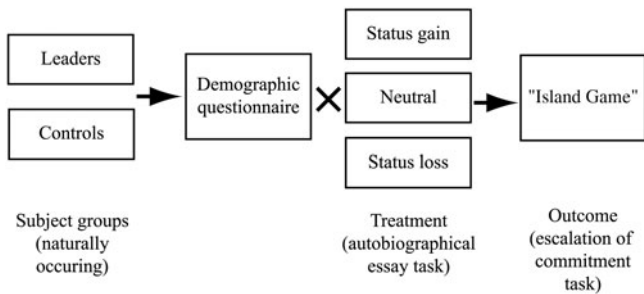 Leaders
Controls
Demographic
questionnaire
Status gain
Neutral
Status loss
"Island Game"
Subject groups
(naturally
occuring)
Treatment
(autobiographical
essay task)
Outcome
(escalation of
commitment
task)